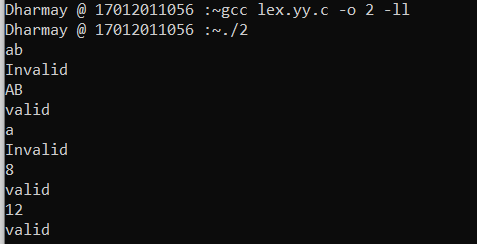 Dharmay @ 17012011056 :~gcc lex.yy.c -o 2 -ll
Dharmay @ 17012011056 :~./2
ab
Invalid
AB
valid
a
Invalid
8
valid
12
valid